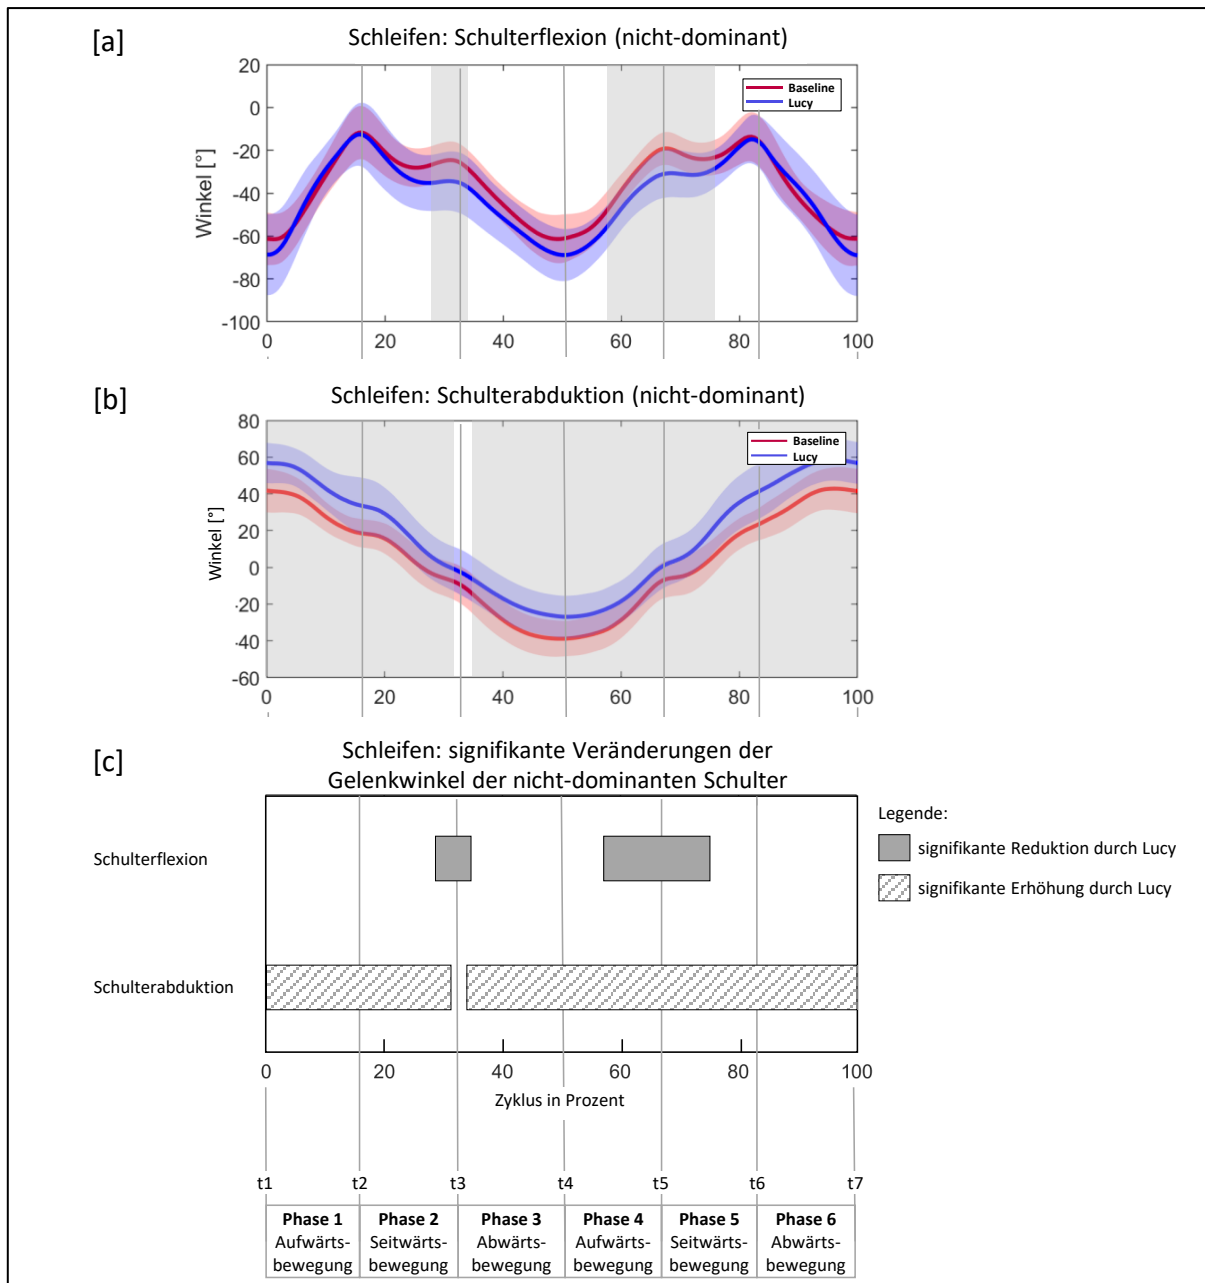 [a]
Schleifen: Schulterflexion (nicht-dominant)
20
0
-20
-40
-60
-80
-100
Winkel [°]
Baseline
Lucy
0 20 40 60 80 100
[b]
Schleifen: Schulterabduktion (nicht-dominant)
80
60
40
20
0
-20
-40
-60
Winkel [°]
Baseline
Lucy
0 20 40 60 80 100
[c]
Schleifen: signifikante Veränderungen der
Gelenkwinkel der nicht-dominanten Schulter
Legende:
signifikante Reduktion durch Lucy
signifikante Erhöhung durch Lucy
Schulterflexion
Schulterabduktion
0 20 40 60 80 100
Zyklus in Prozent
t1 t2 t3 t4 t5 t6 t7
Phase 1 Phase 2 Phase 3 Phase 4 Phase 5 Phase 6
Aufwärts- Seitwärts- Abwärts- Aufwärts- Seitwärts- Abwärts-
bewegung bewegung bewegung bewegung bewegung bewegung